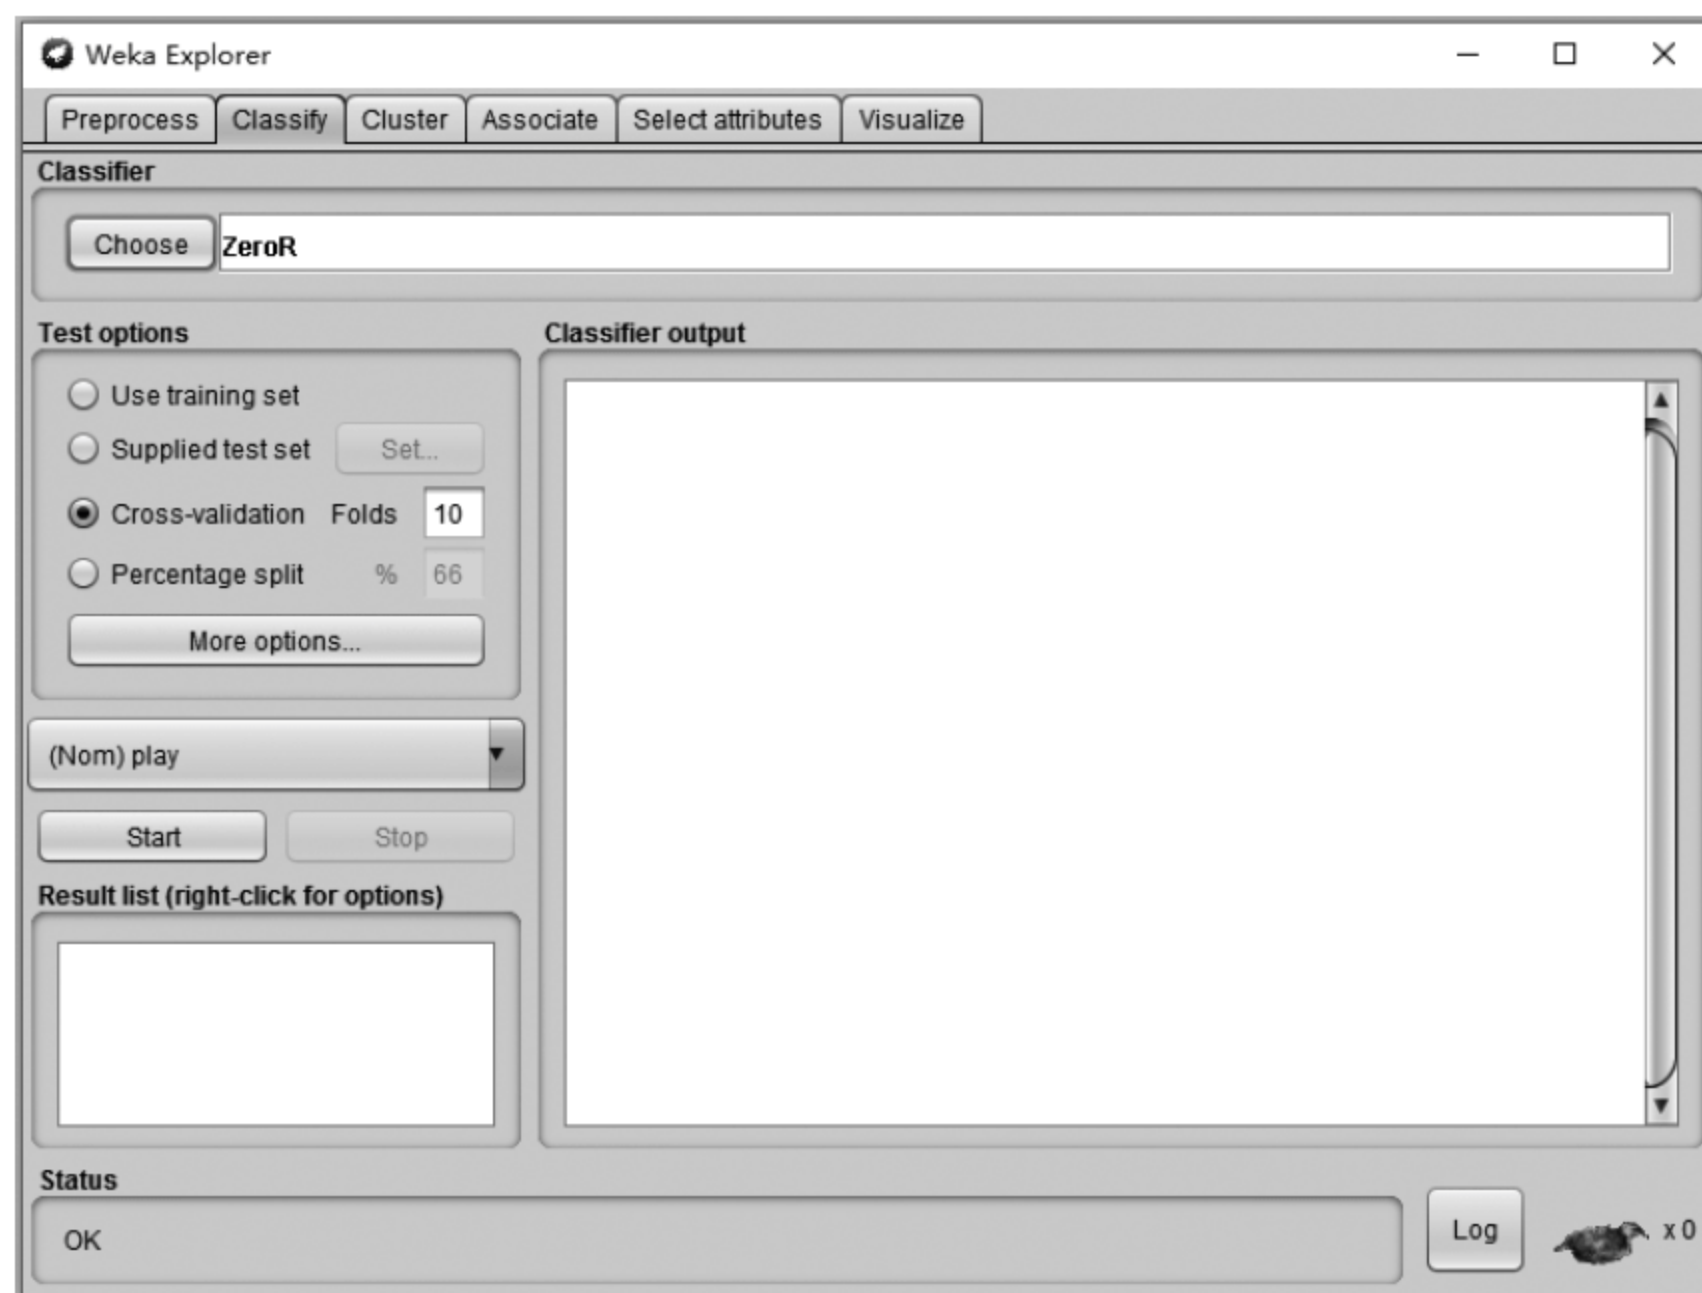 Weka Explorer
Preprocess Classify Cluster Associate Select attributes Visualize
Classifier
Choose ZeroR
Test options
Use training set
Supplied test set Set...
Cross-validation Folds 10
Percentage split % 66
More options...
(Nom) play
Start Stop
Result list (right-click for options)
Classifier output
Status
OK
Log
x 0